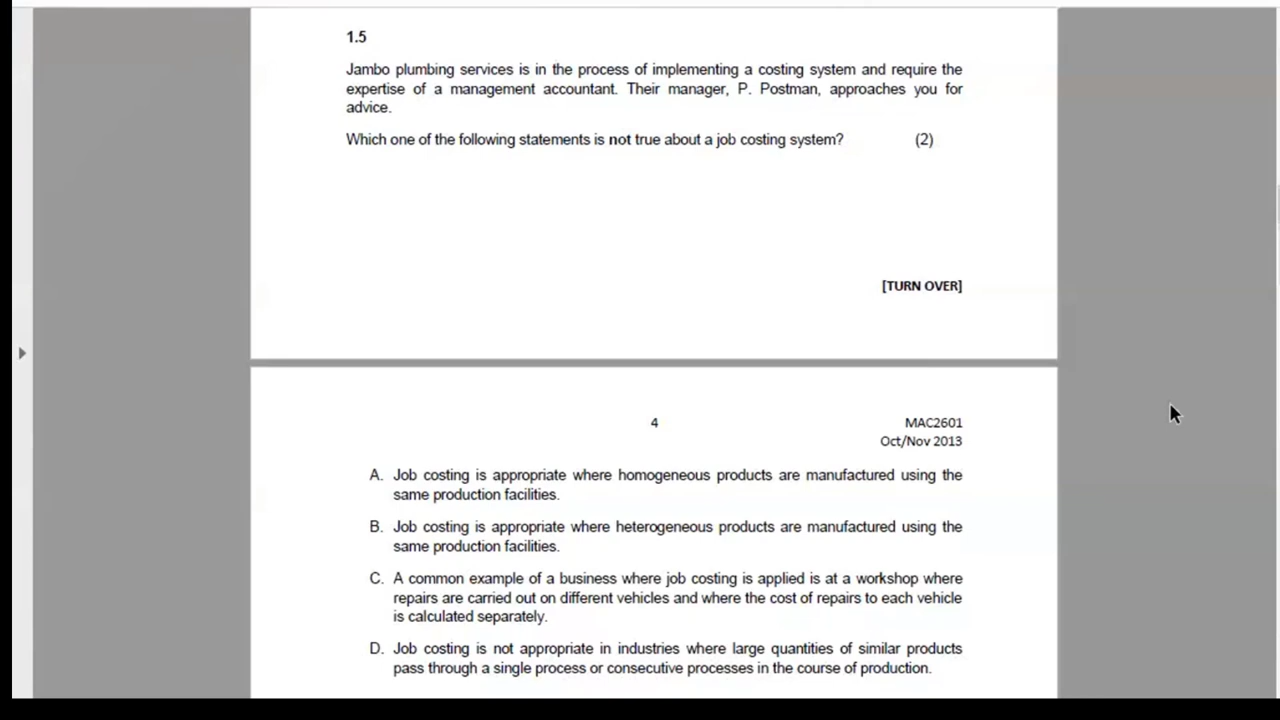 1.5
Jambo plumbing services is in the process of implementing a costing system and require the
expertise of a management accountant. Their manager, P. Postman, approaches you for
advice.
Which one of the following statements is not true about a job costing system? (2)
[TURN OVER]
4 MAC2601
Oct/Nov 2013
A. Job costing is appropriate where homogeneous products are manufactured using the
same production facilities.
B. Job costing is appropriate where heterogeneous products are manufactured using the
same production facilities.
C. A common example of a business where job costing is applied is at a workshop where
repairs are carried out on different vehicles and where the cost of repairs to each vehicle
is calculated separately.
D. Job costing is not appropriate in industries where large quantities of similar products
pass through a single process or consecutive processes in the course of production.